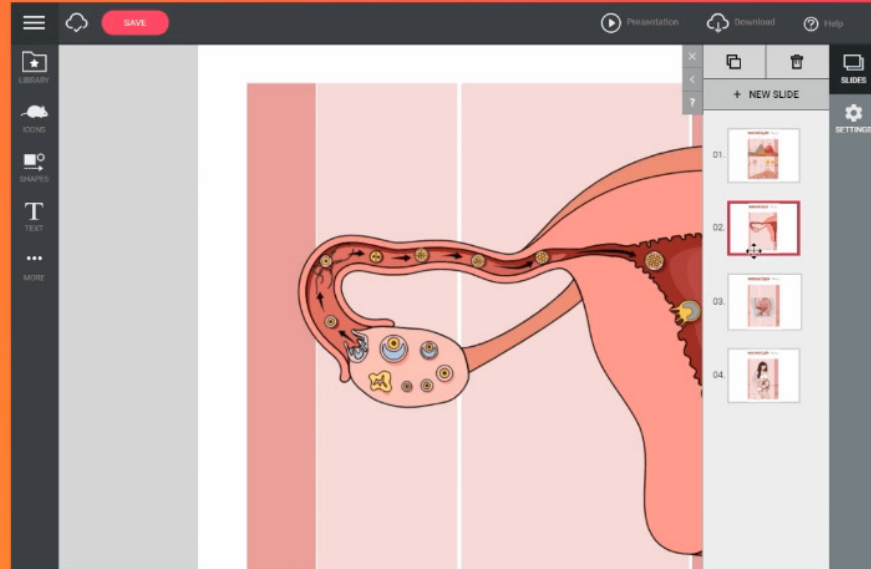 SAVE
Presentation
Download
? Help
LIBRARY
ICONS
SHAPES
T
TEXT
MORE
?
+ NEW SLIDE
01.
02.
03.
04.
SLIDES
SETTINGS